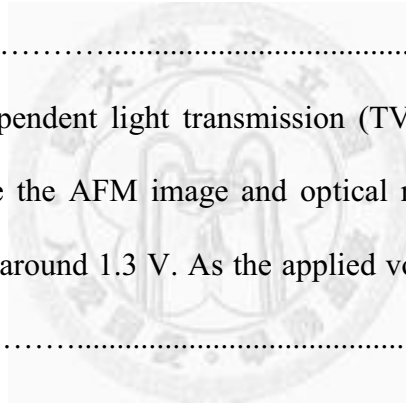 …………...................................
pendent light transmission (TV
e the AFM image and optical r
around 1.3 V. As the applied vo
………...................................